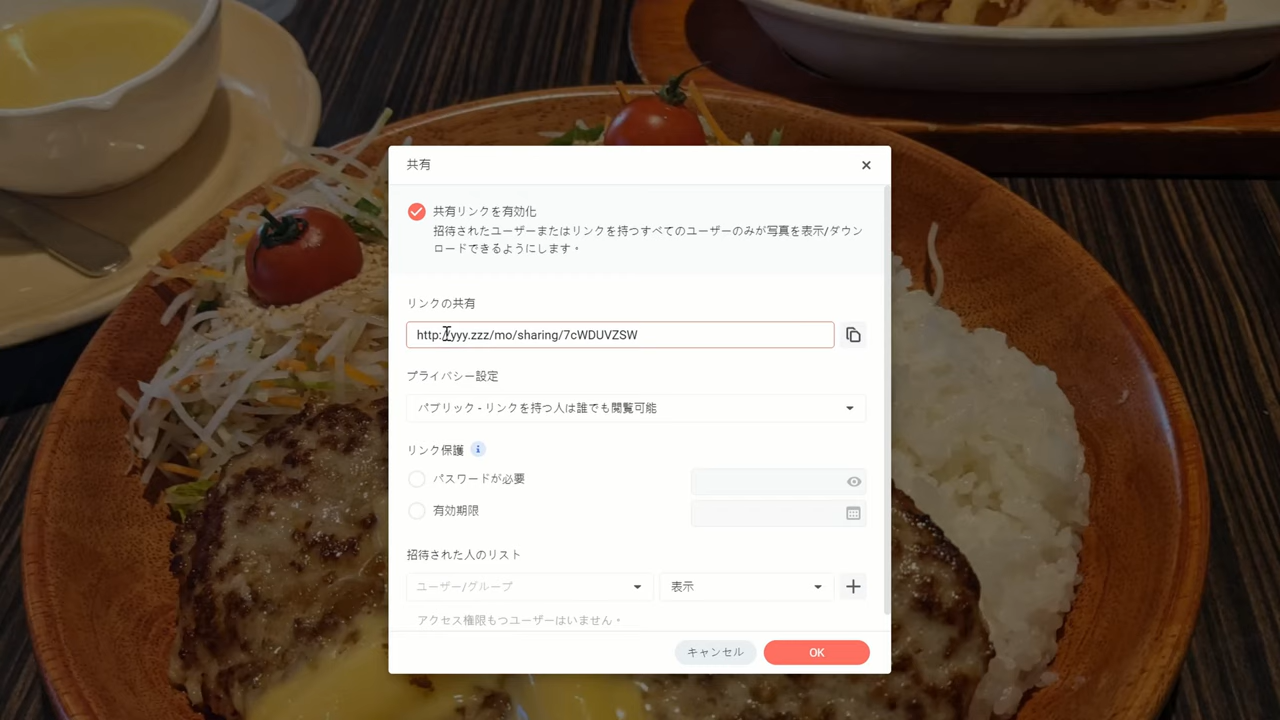 共有
共有リンクを有効化
招待されたユーザーまたはリンクを持つすべてのユーザーのみが写真を表示/ダウン
ロードできるようにします。
リンクの共有
http://yyy.zzz/mo/sharing/7cWDUVZSW
プライバシー設定
パブリック - リンクを持つ人は誰でも閲覧可能
リンク保護
パスワードが必要
有効期限
招待された人のリスト
ユーザー/グループ 表示
アクセス権限もつユーザーはいません。
キャンセル OK